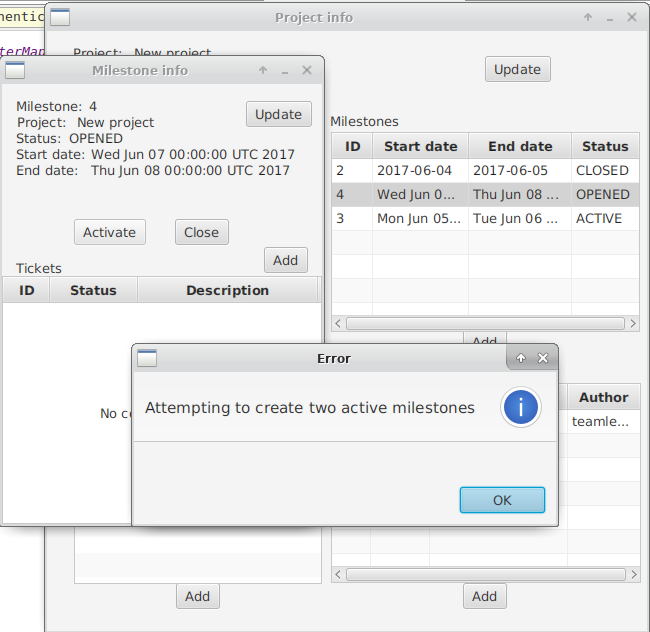 nentic
Project info
terMap
Project: New project
Update
Milestone info
Milestone: 4
Project: New project
Status: OPENED
Start date: Wed Jun 07 00:00:00 UTC 2017
End date: Thu Jun 08 00:00:00 UTC 2017
Update
Activate
Close
Add
Tickets
ID Status Description
No co
Milestones
ID Start date End date Status
2 2017-06-04 2017-06-05 CLOSED
4 Wed Jun 0... Thu Jun 08 ... OPENED
3 Mon Jun 05... Tue Jun 06 ... ACTIVE
Add
Error
Attempting to create two active milestones
i
OK
Author
teamle...
Add
Add